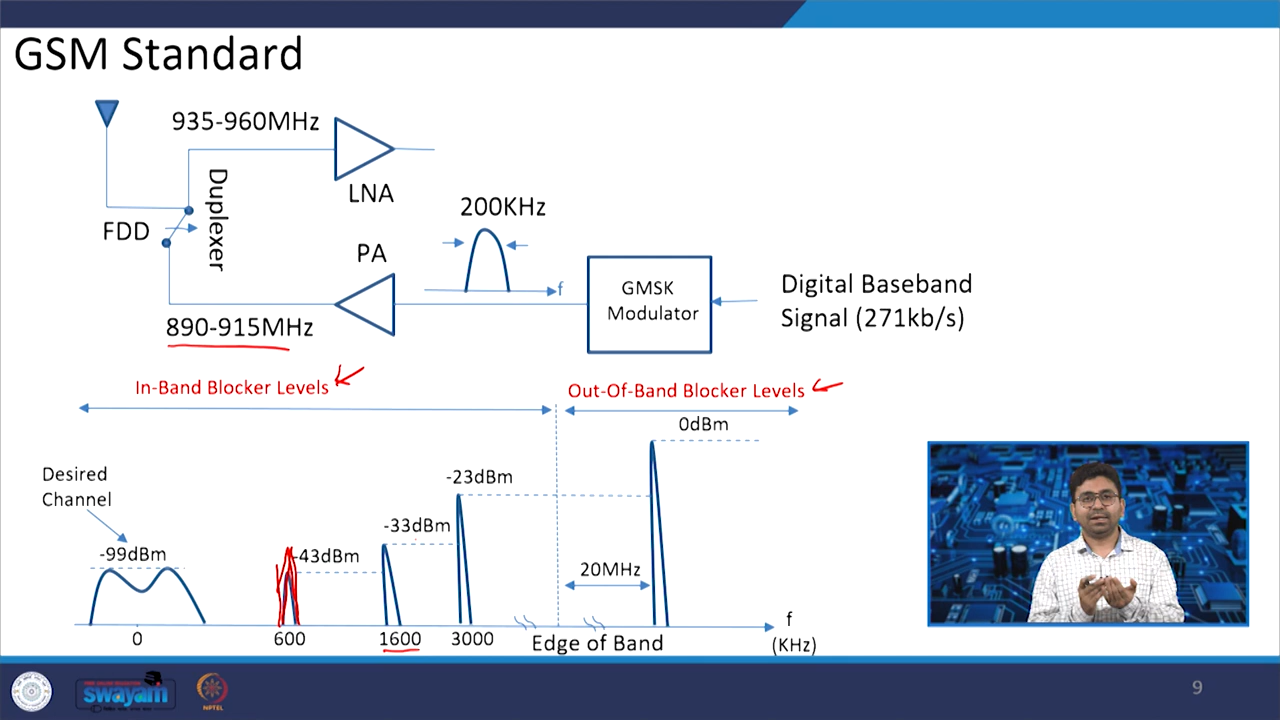 GSM Standard
935-960MHz
LNA
Duplexer
FDD
200KHz
PA
f
GMSK
Modulator
Digital Baseband
Signal (271kb/s)
890-915MHz
In-Band Blocker Levels
Out-Of-Band Blocker Levels
0dBm
Desired
Channel
-23dBm
-33dBm
-99dBm
-43dBm
20MHz
0
600
1600
3000
Edge of Band
f
(KHz)
swayam
NPTEL
9